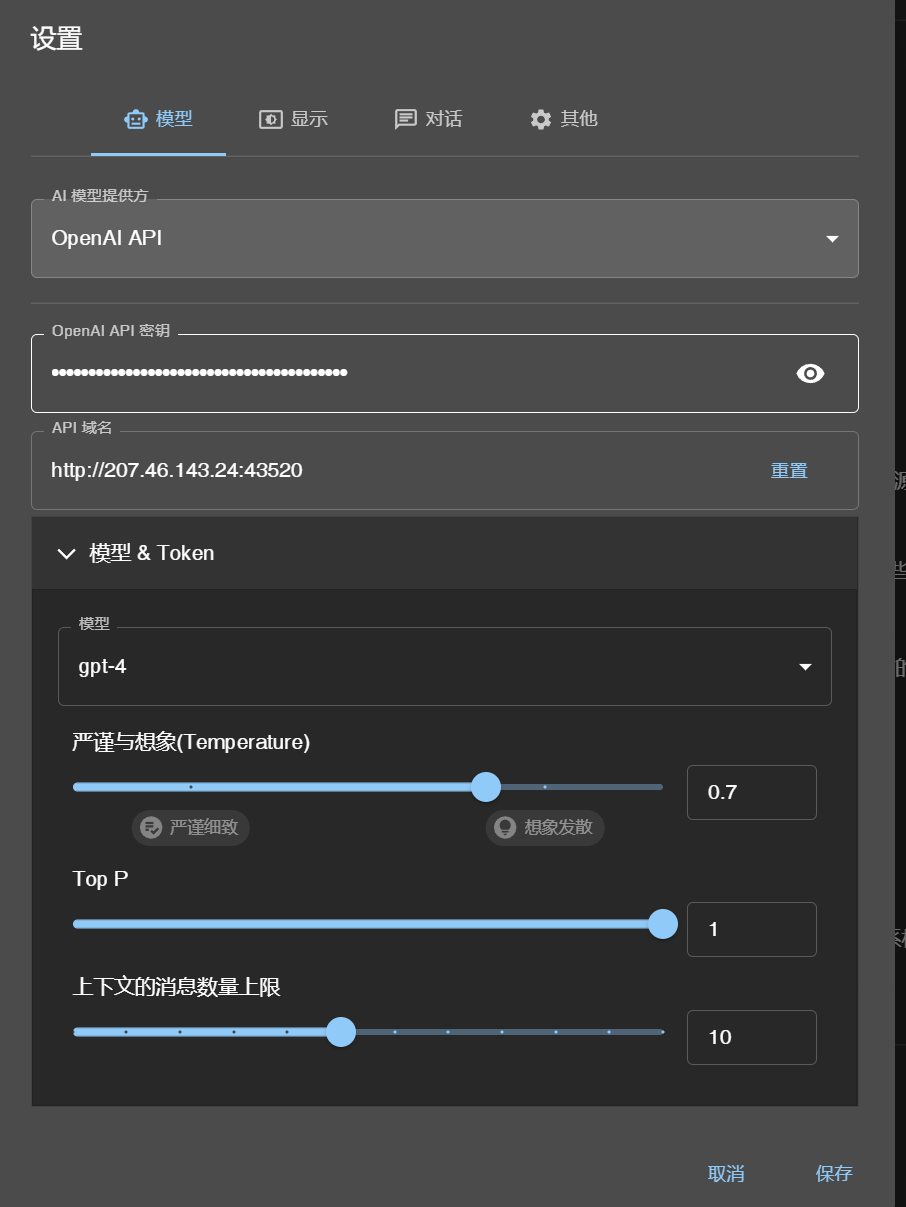 设置
模型
显示
对话
其他
AI 模型提供方
OpenAI API
OpenAI API 密钥
••••••••••••••••••••••••••••••••••••••••
API 域名
http://207.46.143.24:43520
重置
模型 & Token
模型
gpt-4
严谨与想象(Temperature)
0.7
严谨细致
想象发散
Top P
1
上下文的消息数量上限
10
取消
保存